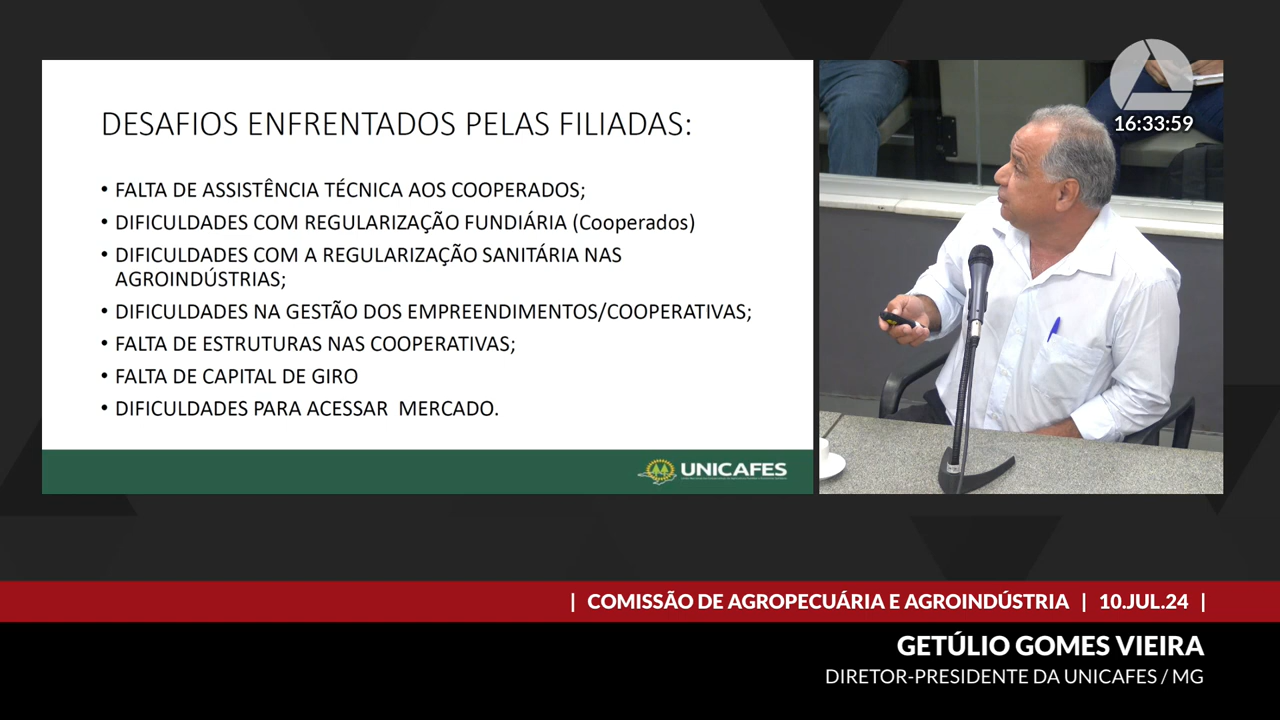 DESAFIOS ENFRENTADOS PELAS FILIADAS:
• FALTA DE ASSISTÊNCIA TÉCNICA AOS COOPERADOS;
• DIFICULDADES COM REGULARIZAÇÃO FUNDIÁRIA (Cooperados)
• DIFICULDADES COM A REGULARIZAÇÃO SANITÁRIA NAS
AGROINDÚSTRIAS;
• DIFICULDADES NA GESTÃO DOS EMPREENDIMENTOS/COOPERATIVAS;
• FALTA DE ESTRUTURAS NAS COOPERATIVAS;
• FALTA DE CAPITAL DE GIRO
• DIFICULDADES PARA ACESSAR MERCADO.
UNICAFES
16:33:59
| COMISSÃO DE AGROPECUÁRIA E AGROINDÚSTRIA | 10.JUL.24 |
GETÚLIO GOMES VIEIRA
DIRETOR-PRESIDENTE DA UNICAFES / MG